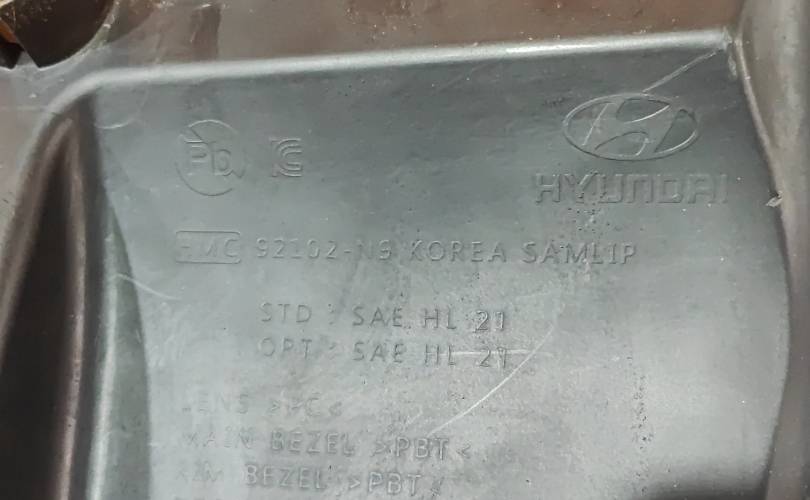 Pb
HYUNDAI
HMC 92102-N9 KOREA SAMLIP
STD : SAE HL 21
OPT : SAE HL 21
LENS >PC<
MAIN BEZEL >PBT<
BEZEL >PBT<